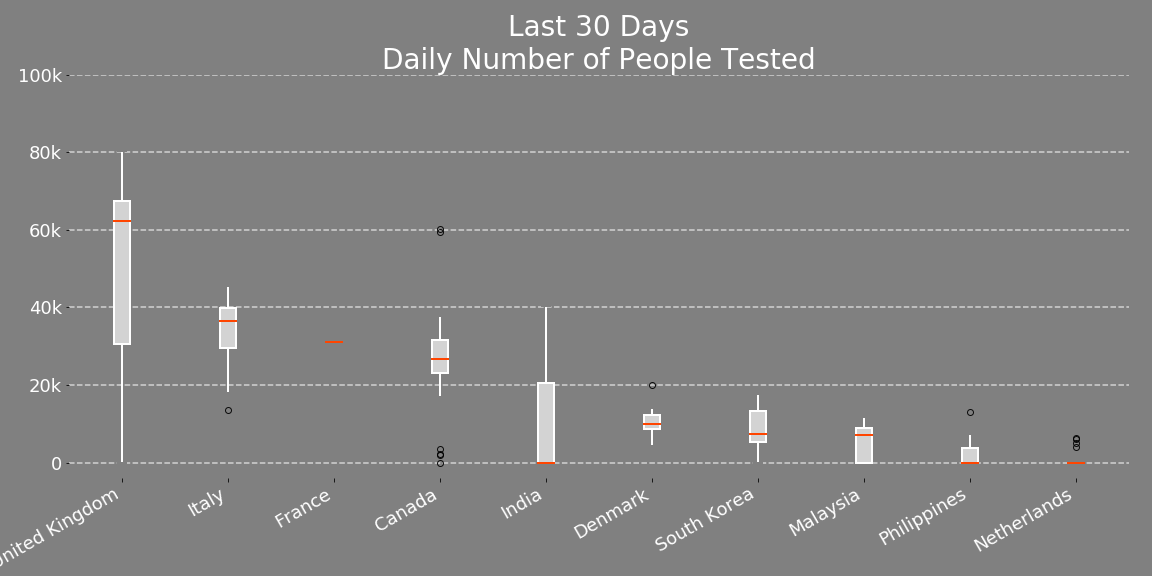 Last 30 Days
Daily Number of People Tested
100k
80k
60k
40k
20k
0
United Kingdom
Italy
France
Canada
India
Denmark
South Korea
Malaysia
Philippines
Netherlands